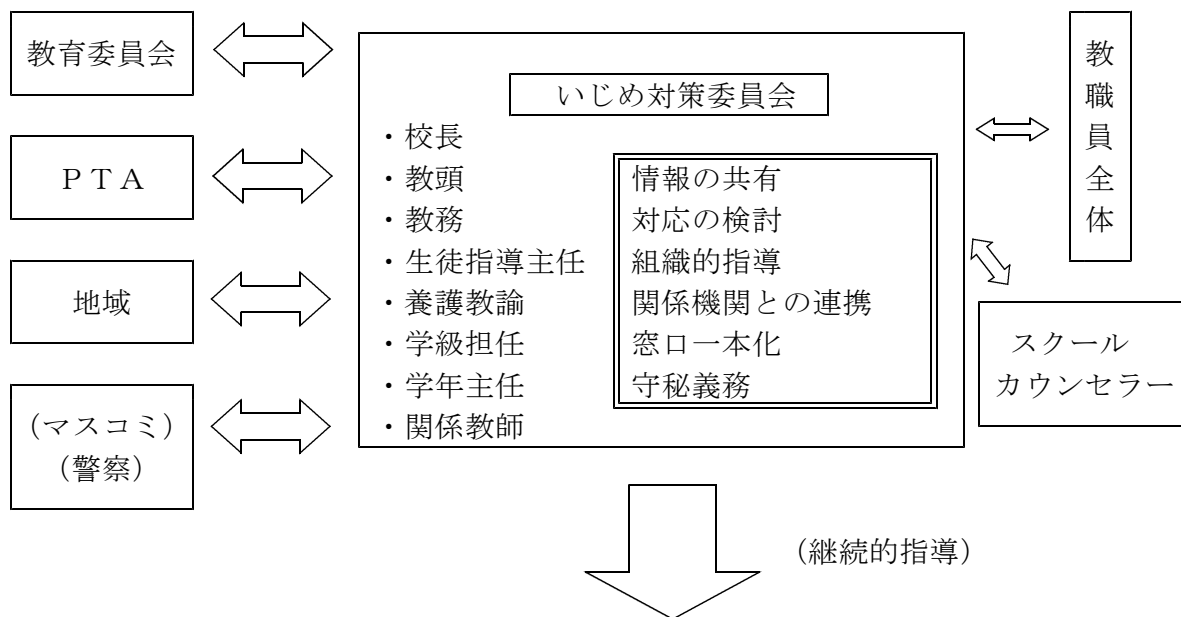 教育委員会
ＰＴＡ
地域
（マスコミ）
（警察）
いじめ対策委員会
・校長
・教頭
・教務
・生徒指導主任
・養護教諭
・学級担任
・学年主任
・関係教師
情報の共有
対応の検討
組織的指導
関係機関との連携
窓口一本化
守秘義務
教職員全体
スクール
カウンセラー
（継続的指導）